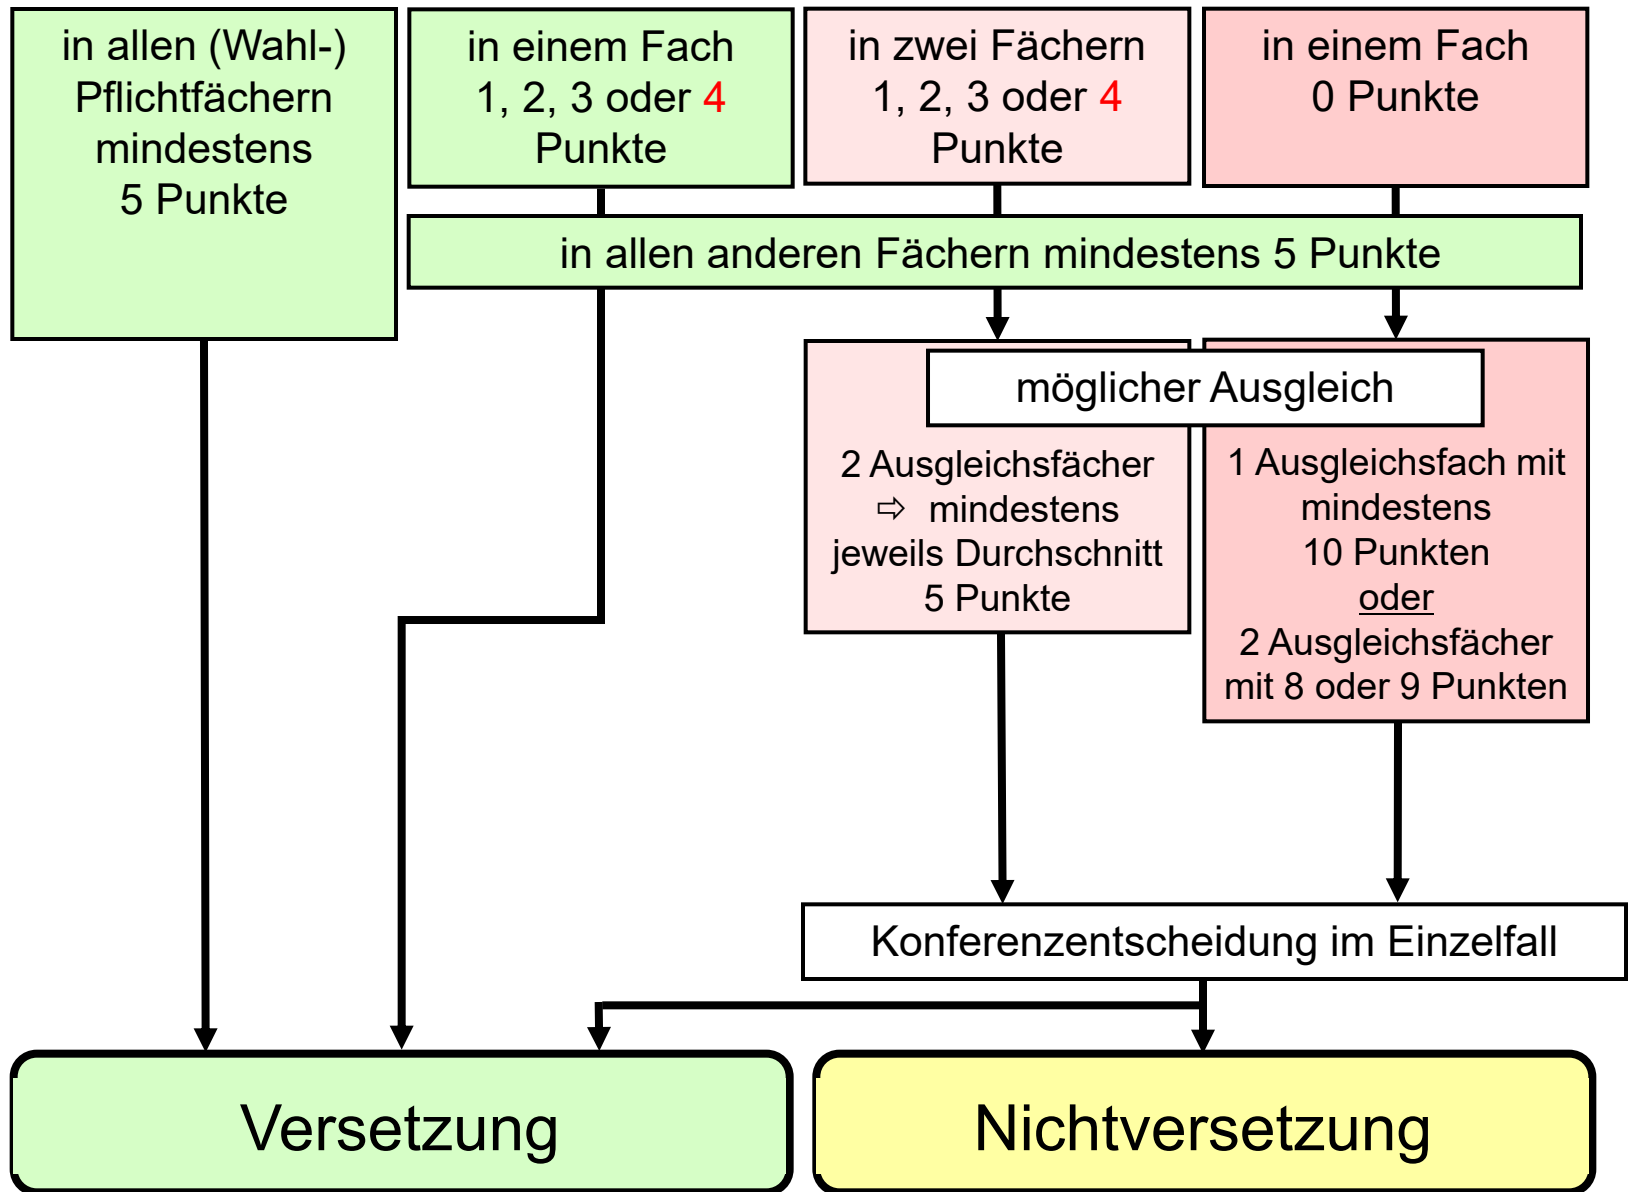 in allen (Wahl-)
Pflichtfächern
mindestens
5 Punkte
in einem Fach
1, 2, 3 oder 4
Punkte
in zwei Fächern
1, 2, 3 oder 4
Punkte
in einem Fach
0 Punkte
in allen anderen Fächern mindestens 5 Punkte
möglicher Ausgleich
2 Ausgleichsfächer
⇨ mindestens
jeweils Durchschnitt
5 Punkte
1 Ausgleichsfach mit
mindestens
10 Punkten
oder
2 Ausgleichsfächer
mit 8 oder 9 Punkten
Konferenzentscheidung im Einzelfall
Versetzung
Nichtversetzung